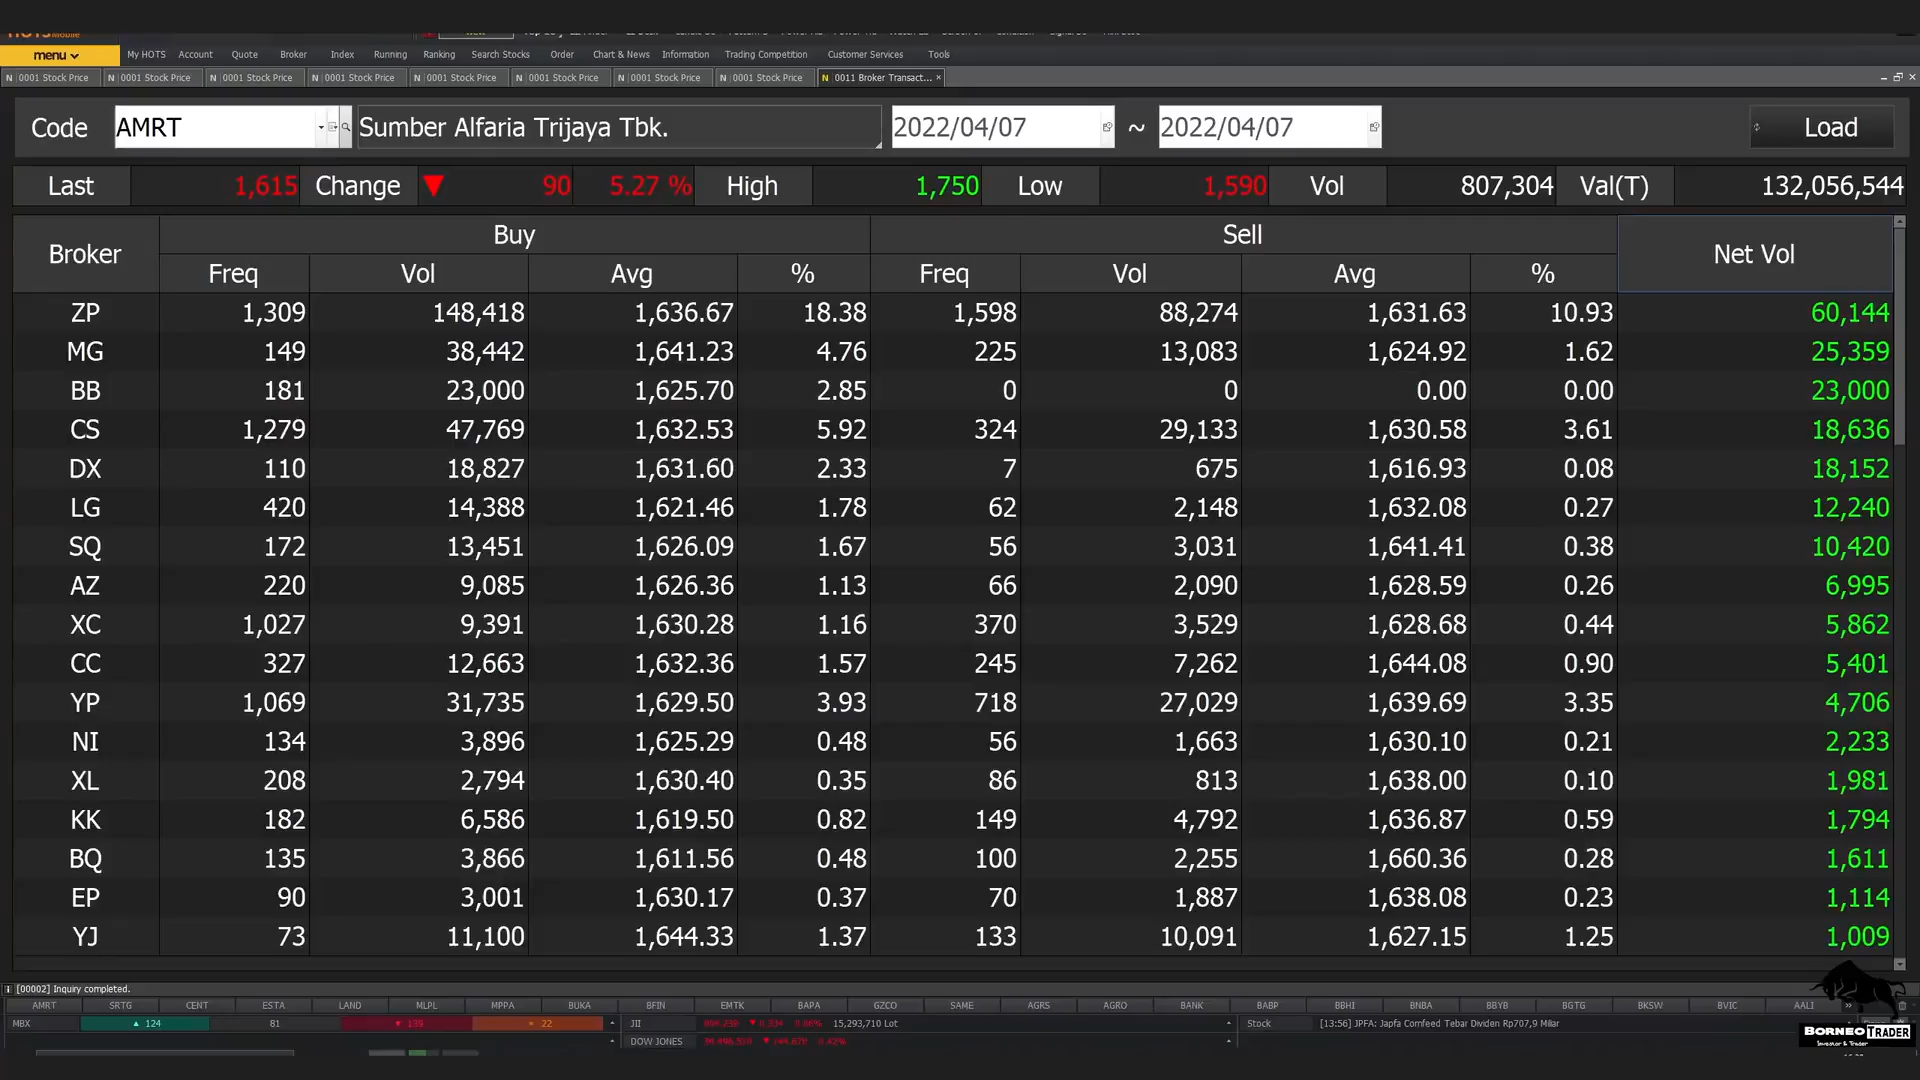 menu My HOTS Account Quote Broker Index Running Ranking Search Stocks Order Chart & News Information Trading Competition Customer Services Tools
N 0001 Stock Price N 0001 Stock Price N 0001 Stock Price N 0001 Stock Price N 0001 Stock Price N 0001 Stock Price N 0001 Stock Price N 0001 Stock Price N 0011 Broker Transact... ×
Code AMRT Sumber Alfaria Trijaya Tbk. 2022/04/07 ~ 2022/04/07 Load
Last 1,615 Change ▼ 90 5.27 % High 1,750 Low 1,590 Vol 807,304 Val(T) 132,056,544
Broker Buy Sell Net Vol
Freq Vol Avg % Freq Vol Avg %
ZP 1,309 148,418 1,636.67 18.38 1,598 88,274 1,631.63 10.93 60,144
MG 149 38,442 1,641.23 4.76 225 13,083 1,624.92 1.62 25,359
BB 181 23,000 1,625.70 2.85 0 0 0.00 0.00 23,000
CS 1,279 47,769 1,632.53 5.92 324 29,133 1,630.58 3.61 18,636
DX 110 18,827 1,631.60 2.33 7 675 1,616.93 0.08 18,152
LG 420 14,388 1,621.46 1.78 62 2,148 1,632.08 0.27 12,240
SQ 172 13,451 1,626.09 1.67 56 3,031 1,641.41 0.38 10,420
AZ 220 9,085 1,626.36 1.13 66 2,090 1,628.59 0.26 6,995
XC 1,027 9,391 1,630.28 1.16 370 3,529 1,628.68 0.44 5,862
CC 327 12,663 1,632.36 1.57 245 7,262 1,644.08 0.90 5,401
YP 1,069 31,735 1,629.50 3.93 718 27,029 1,639.69 3.35 4,706
NI 134 3,896 1,625.29 0.48 56 1,663 1,630.10 0.21 2,233
XL 208 2,794 1,630.40 0.35 86 813 1,638.00 0.10 1,981
KK 182 6,586 1,619.50 0.82 149 4,792 1,636.87 0.59 1,794
BQ 135 3,866 1,611.56 0.48 100 2,255 1,660.36 0.28 1,611
EP 90 3,001 1,630.17 0.37 70 1,887 1,638.08 0.23 1,114
YJ 73 11,100 1,644.33 1.37 133 10,091 1,627.15 1.25 1,009
[00002] Inquiry completed.
AMRT SRTG CENT ESTA LAND MLPL MPPA BUKA BFIN EMTK BAPA GZCO SAME AGRS AGRO BANK BABP BBHI BNBA BBYB BGTG BKSW BVIC AALI »
MBX ▲ 124 81 ▼ 139 22 JII 15,293,710 Lot Stock [13:56] JPFA: Japfa Comfeed Tebar Dividen Rp707,9 Miliar
DOW JONES
BORNEO TRADER
Investor & Trader